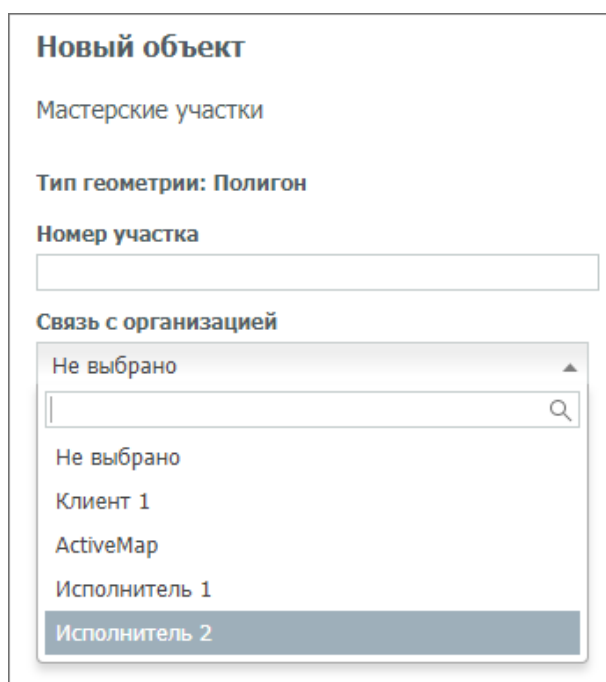 Новый объект
Мастерские участки
Тип геометрии: Полигон
Номер участка
Связь с организацией
Не выбрано
Не выбрано
Клиент 1
ActiveMap
Исполнитель 1
Исполнитель 2